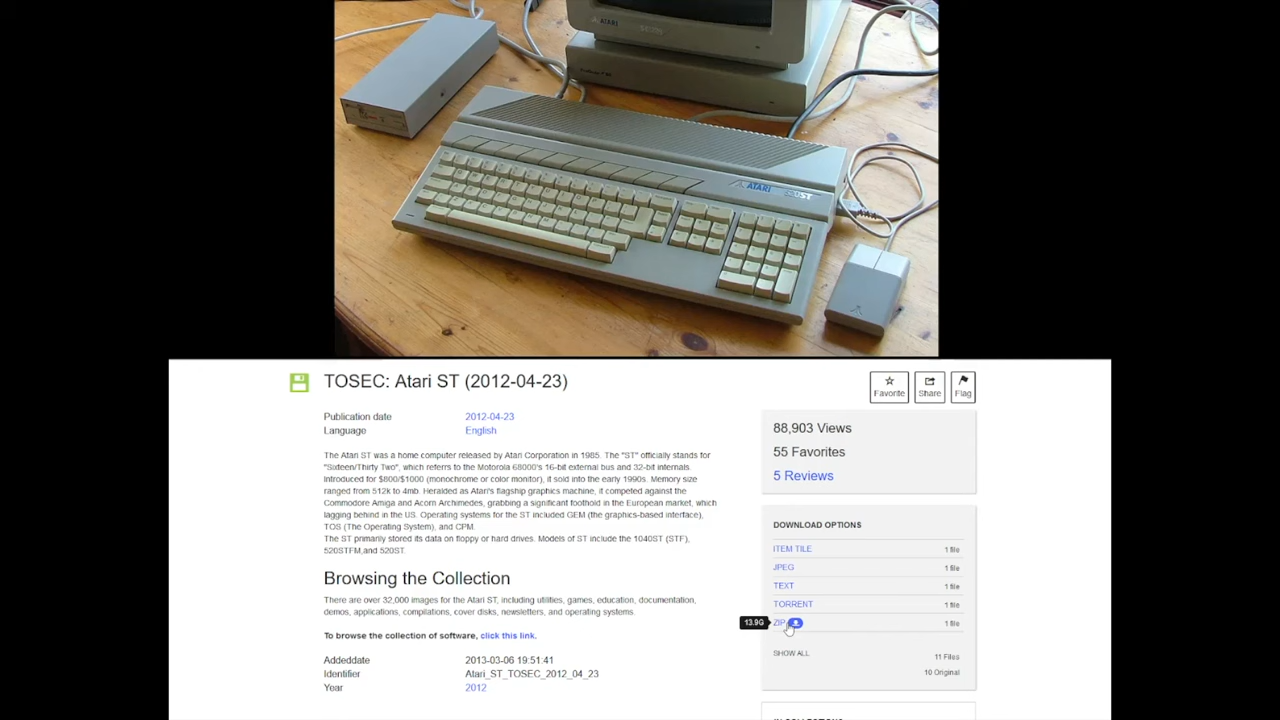 ATARI
ATARI
TOSEC: Atari ST (2012-04-23)
Favorite
Share
Flag
Publication date 2012-04-23
Language English
The Atari ST was a home computer released by Atari Corporation in 1985. The "ST" officially stands for
"Sixteen/Thirty Two", which refers to the Motorola 68000's 16-bit external bus and 32-bit internals.
Introduced for $800/$1000 (monochrome or color monitor), it sold into the early 1990s. Memory size
ranged from 512k to 4mb. Heralded as Atari's flagship graphics machine, it competed against the
Commodore Amiga and Acorn Archimedes, grabbing a significant foothold in the European market, which
lagging behind in the US. Operating systems for the ST included GEM (the graphics-based interface),
TOS (The Operating System), and CPM.
The ST primarily stored its data on floppy or hard drives. Models of ST include the 1040ST (STF),
520STFM,and 520ST.
Browsing the Collection
There are over 32,000 images for the Atari ST, including utilities, games, education, documentation,
demos, applications, compilations, cover disks, newsletters, and operating systems.
To browse the collection of software, click this link.
Addeddate 2013-03-06 19:51:41
Identifier Atari_ST_TOSEC_2012_04_23
Year 2012
88,903 Views
55 Favorites
5 Reviews
DOWNLOAD OPTIONS
ITEM TILE 1 file
JPEG 1 file
TEXT 1 file
TORRENT 1 file
13.9G ZIP 1 file
SHOW ALL 11 Files
10 Original
IN COLLECTIONS